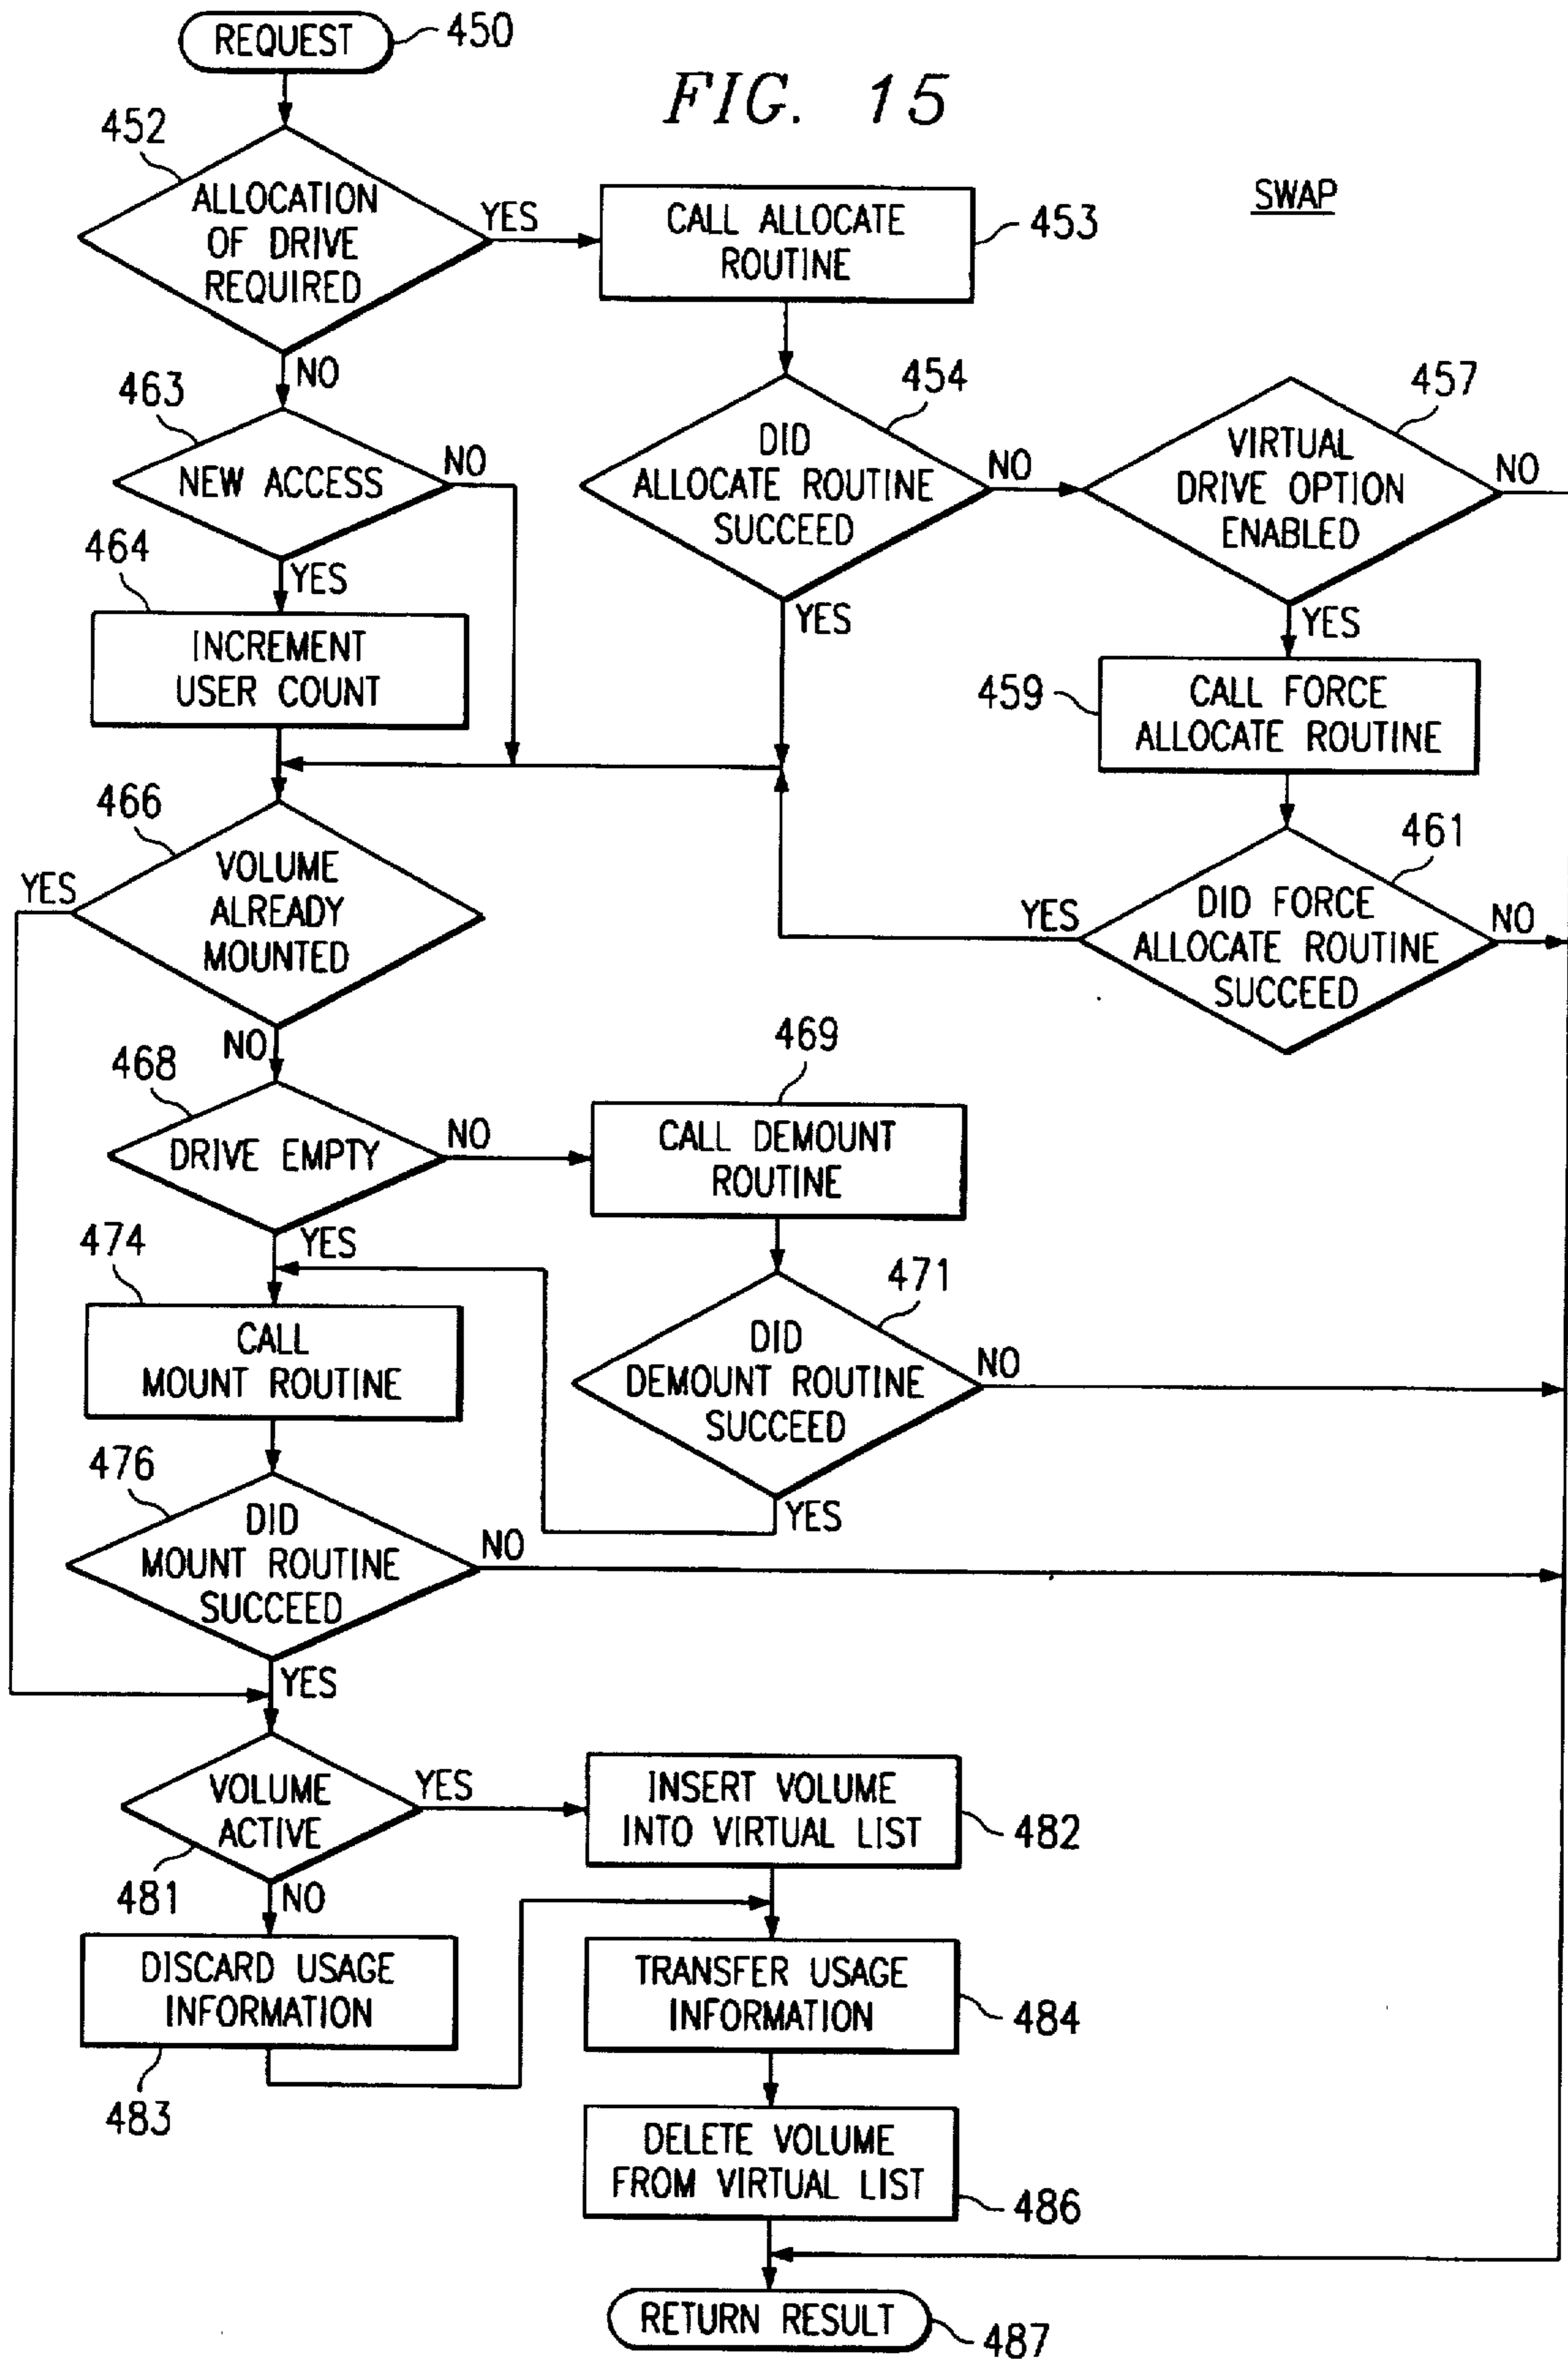 REQUEST
450
FIG. 15
SWAP
452
ALLOCATION
OF DRIVE
REQUIRED
YES
CALL ALLOCATE
ROUTINE
453
NO
463
NEW ACCESS
NO
454
DID
ALLOCATE ROUTINE
SUCCEED
NO
457
VIRTUAL
DRIVE OPTION
ENABLED
NO
464
YES
INCREMENT
USER COUNT
YES
YES
459
CALL FORCE
ALLOCATE ROUTINE
466
VOLUME
ALREADY
MOUNTED
YES
461
DID FORCE
ALLOCATE ROUTINE
SUCCEED
YES
NO
NO
468
DRIVE EMPTY
NO
469
CALL DEMOUNT
ROUTINE
YES
474
CALL
MOUNT ROUTINE
471
DID
DEMOUNT ROUTINE
SUCCEED
NO
YES
476
DID
MOUNT ROUTINE
SUCCEED
NO
YES
VOLUME
ACTIVE
YES
481
INSERT VOLUME
INTO VIRTUAL LIST
482
NO
DISCARD USAGE
INFORMATION
483
TRANSFER USAGE
INFORMATION
484
DELETE VOLUME
FROM VIRTUAL LIST
486
RETURN RESULT
487